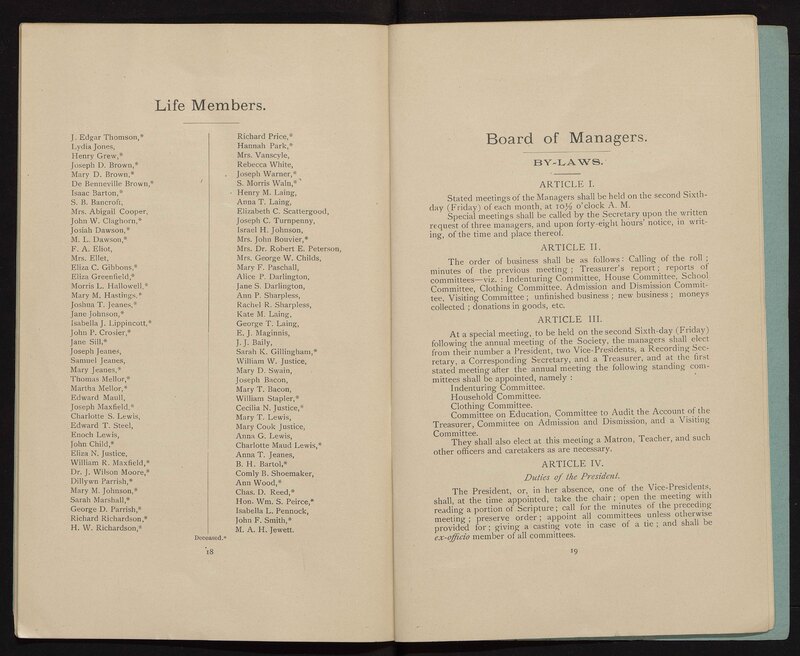 Life Members.
J. Edgar Thomson,*
Lydia Jones,
Henry Grew,*
Joseph D. Brown,*
Mary D. Brown,*
De Benneville Brown,*
Isaac Barton,*
S. B. Bancroft,
Mrs. Abigail Cooper,
John W. Claghorn,*
Josiah Dawson,*
M. L. Dawson,*
F. A. Eliot,
Mrs. Ellet,
Eliza C. Gibbons,*
Eliza Greenfield,*
Morris L. Hallowell,*
Mary M. Hastings,*
Joshua T. Jeanes,*
Jane Johnson,*
Isabella J. Lippincott,*
John P. Crosier,*
Jane Sill,*
Joseph Jeanes,
Samuel Jeanes,
Mary Jeanes,*
Thomas Mellor,*
Martha Mellor,*
Edward Maull,
Joseph Maxfield,*
Charlotte S. Lewis,
Edward T. Steel,
Enoch Lewis,
John Child,*
Eliza N. Justice,
William R. Maxfield,*
Dr. J. Wilson Moore,*
Dillwyn Parrish,*
Mary M. Johnson,*
Sarah Marshall,*
George D. Parrish,*
Richard Richardson,*
H. W. Richardson,*
Richard Price,*
Hannah Park,*
Mrs. Vanscyle,
Rebecca White,
Joseph Warner,*
S. Morris Waln,*
Henry M. Laing,
Anna T. Laing,
Elizabeth C. Scattergood,
Joseph C. Turnpenny,
Israel H. Johnson,
Mrs. John Bouvier,*
Mrs. Dr. Robert E. Peterson,
Mrs. George W. Childs,
Mary F. Paschall,
Alice P. Darlington,
Jane S. Darlington,
Ann P. Sharpless,
Rachel R. Sharpless,
Kate M. Laing,
George T. Laing,
E. J. Maginnis,
J. J. Baily,
Sarah K. Gillingham,*
William W. Justice,
Mary D. Swain,
Joseph Bacon,
Mary T. Bacon,
William Stapler,*
Cecilia N. Justice,*
Mary T. Lewis,
Mary Cook Justice,
Anna G. Lewis,
Charlotte Maud Lewis,*
Anna T. Jeanes,
B. H. Bartol,*
Comly B. Shoemaker,
Ann Wood,*
Chas. D. Reed,*
Hon. Wm. S. Peirce,*
Isabella L. Pennock,
John F. Smith,*
M. A. H. Jewett.
Deceased.*
18
Board of Managers.
BY-LAWS.
ARTICLE I.
Stated meetings of the Managers shall be held on the second Sixth-
day (Friday) of each month, at 10½ o'clock A. M.
Special meetings shall be called by the Secretary upon the written
request of three managers, and upon forty-eight hours' notice, in writ-
ing, of the time and place thereof.
ARTICLE II.
The order of business shall be as follows: Calling of the roll ;
minutes of the previous meeting ; Treasurer's report ; reports of
committees—viz. : Indenturing Committee, House Committee, School
Committee, Clothing Committee, Admission and Dismission Commit-
tee, Visiting Committee ; unfinished business ; new business ; moneys
collected ; donations in goods, etc.
ARTICLE III.
At a special meeting, to be held on the second Sixth-day (Friday)
following the annual meeting of the Society, the managers shall elect
from their number a President, two Vice-Presidents, a Recording Sec-
retary, a Corresponding Secretary, and a Treasurer, and at the first
stated meeting after the annual meeting the following standing com-
mittees shall be appointed, namely :
Indenturing Committee.
Household Committee.
Clothing Committee.
Committee on Education, Committee to Audit the Account of the
Treasurer, Committee on Admission and Dismission, and a Visiting
Committee.
They shall also elect at this meeting a Matron, Teacher, and such
other officers and caretakers as are necessary.
ARTICLE IV.
Duties of the President.
The President, or, in her absence, one of the Vice-Presidents,
shall, at the time appointed, take the chair ; open the meeting with
reading a portion of Scripture ; call for the minutes of the preceding
meeting ; preserve order ; appoint all committees unless otherwise
provided for ; giving a casting vote in case of a tie ; and shall be
ex-officio member of all committees.
19